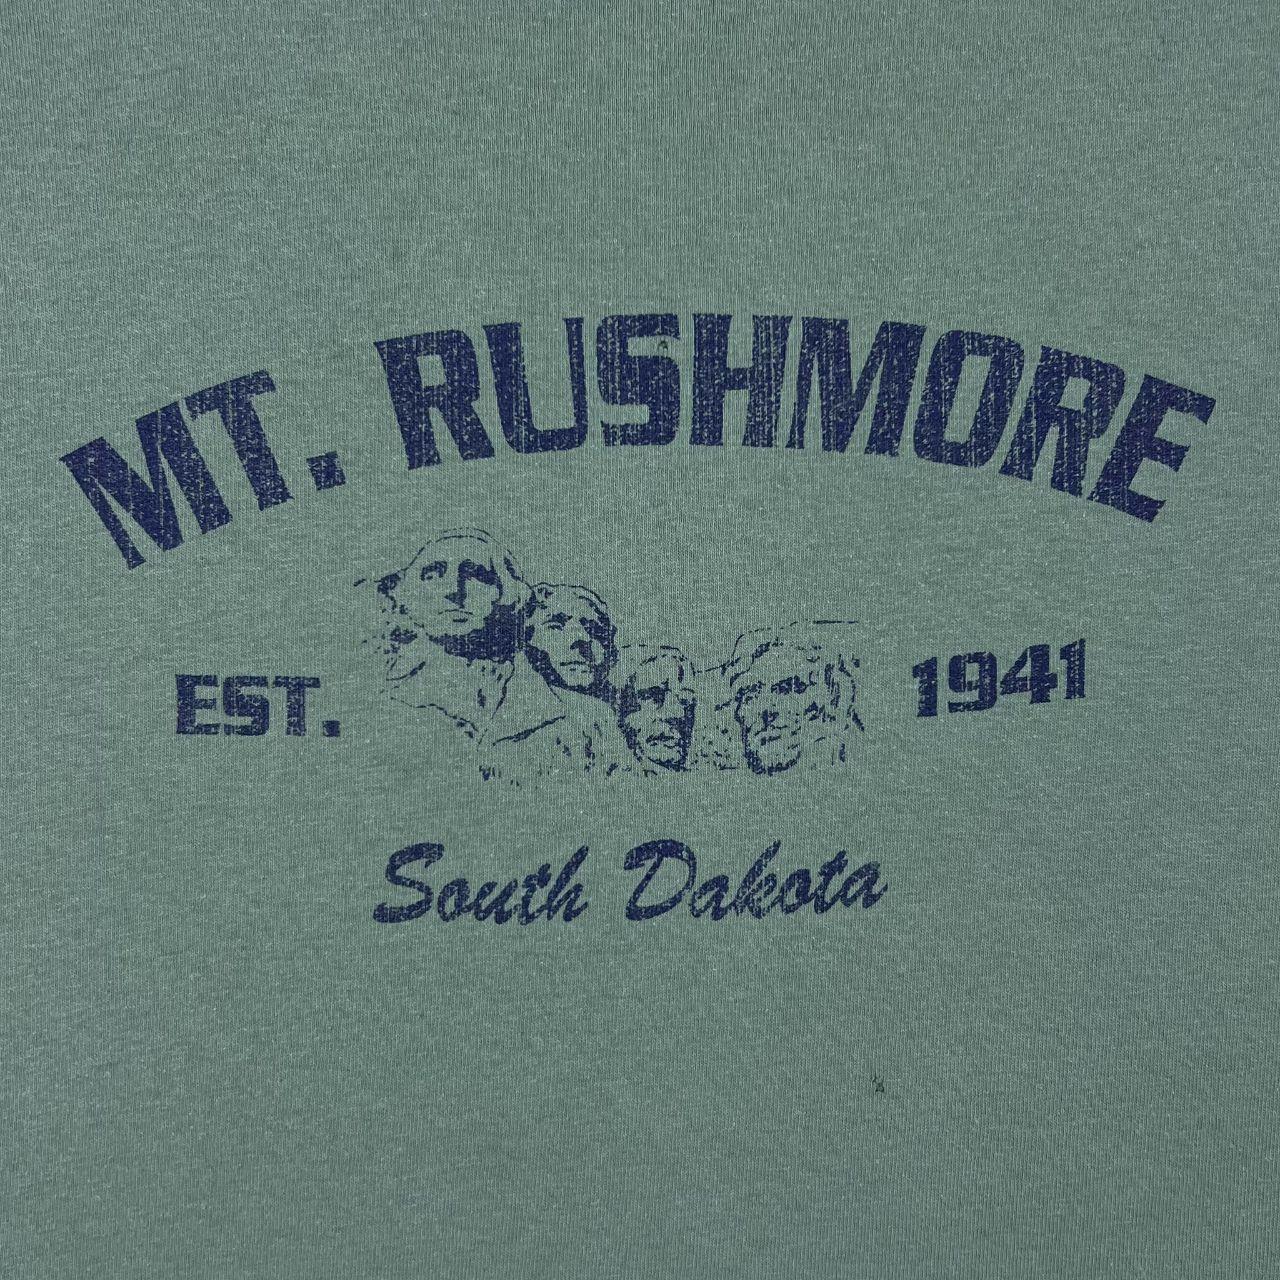 MT. RUSHMORE
EST. 1941
South Dakota